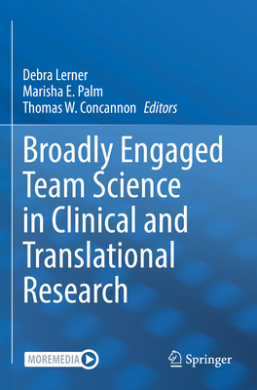 Debra Lerner
Marisha E. Palm
Thomas W. Concannon Editors
Broadly Engaged
Team Science
in Clinical and
Translational
Research
MOREMEDIA
Springer